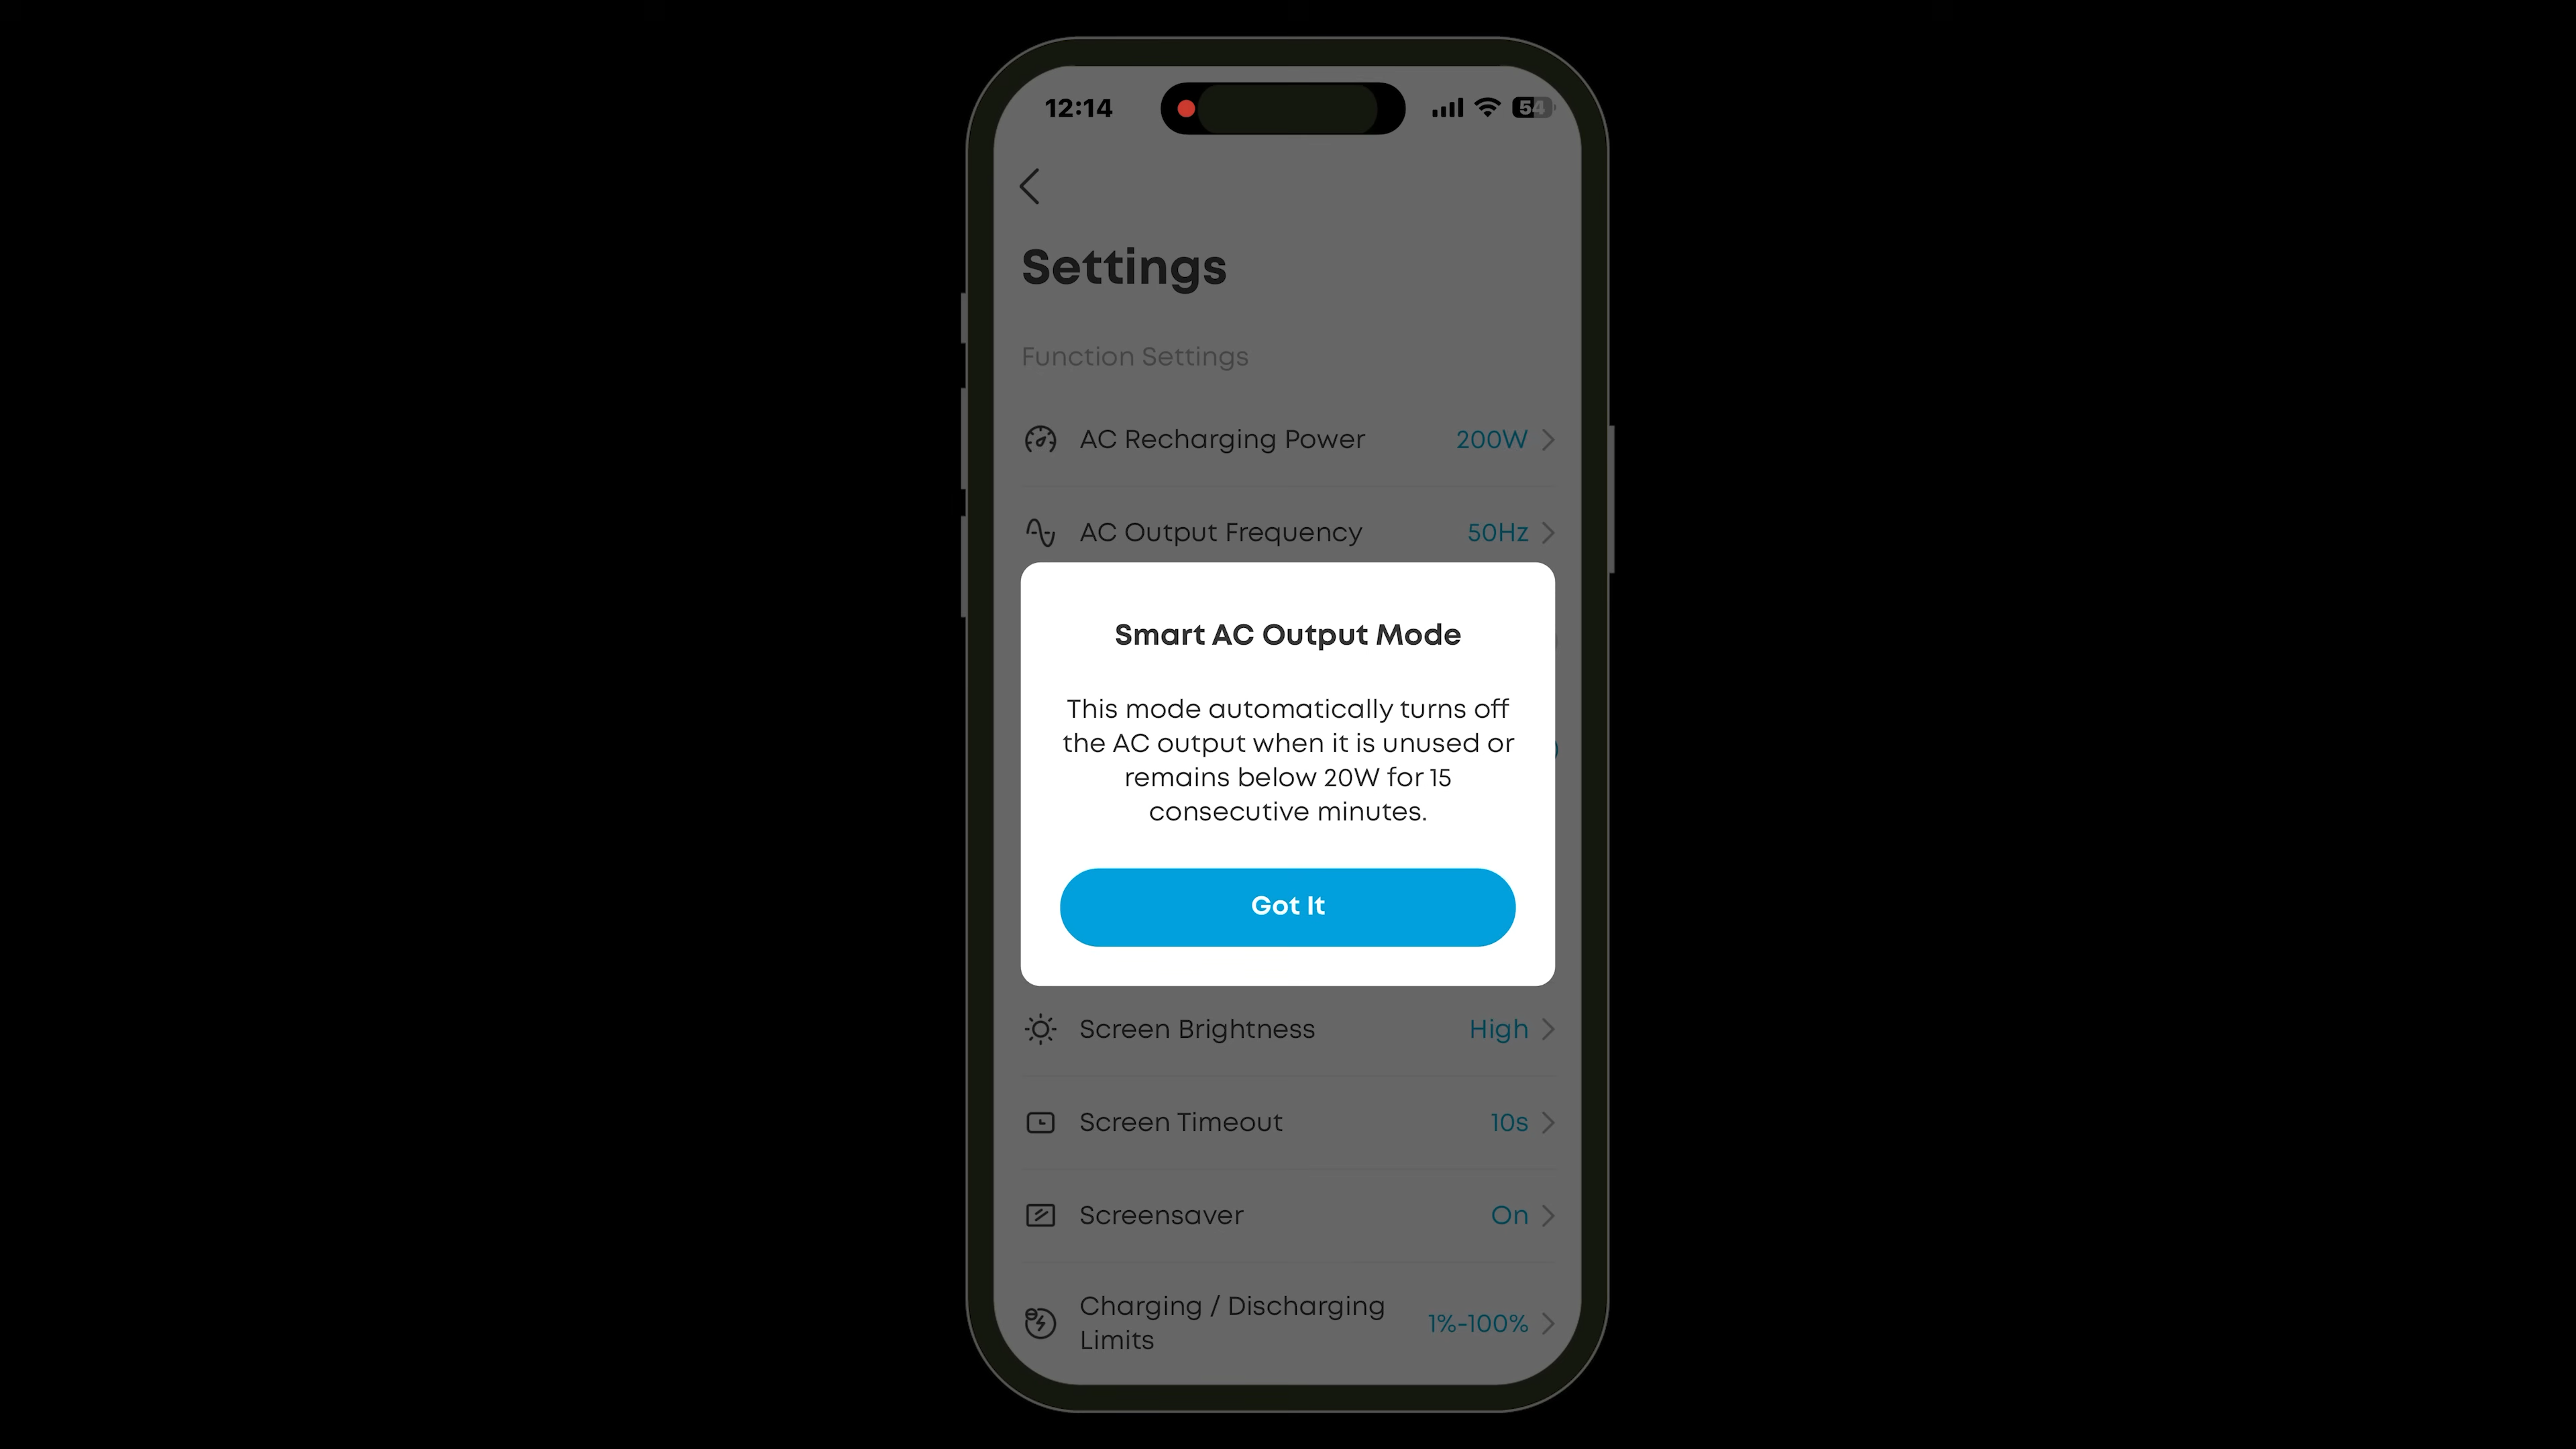 12:14
54
Settings
Function Settings
AC Recharging Power 200W
AC Output Frequency 50Hz
Smart AC Output Mode
This mode automatically turns off
the AC output when it is unused or
remains below 20W for 15
consecutive minutes.
Got It
Screen Brightness High
Screen Timeout 10s
Screensaver On
Charging / Discharging
Limits 1%-100%